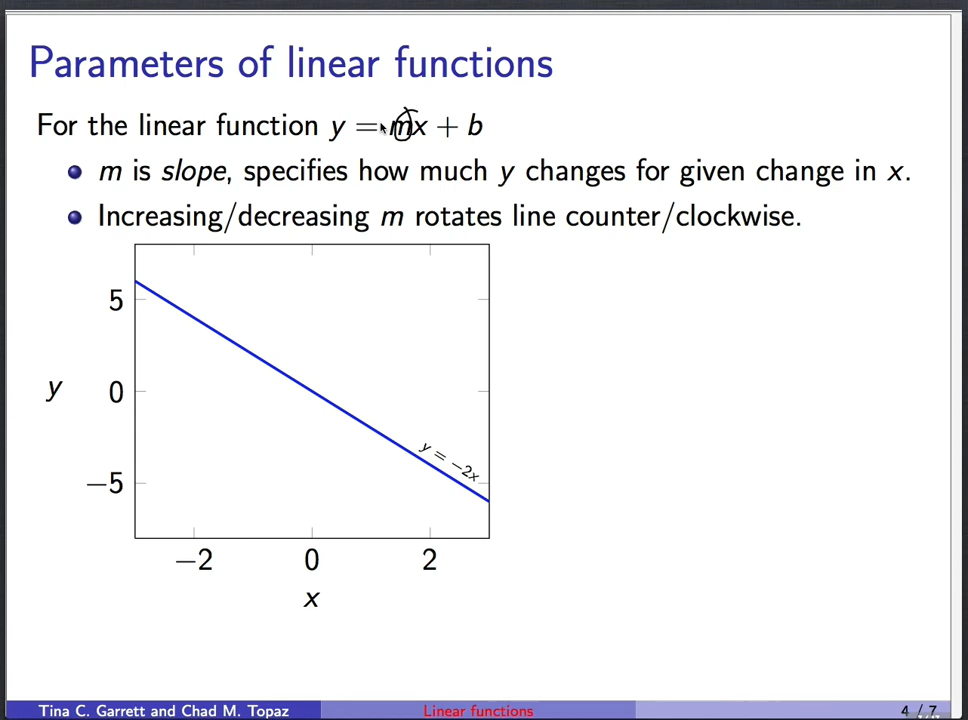 Parameters of linear functions
For the linear function y = mx + b
m is slope, specifies how much y changes for given change in x.
Increasing/decreasing m rotates line counter/clockwise.
5
y
0
−5
y = −2x
−2 0 2
x
Tina C. Garrett and Chad M. Topaz Linear functions 4 / 7